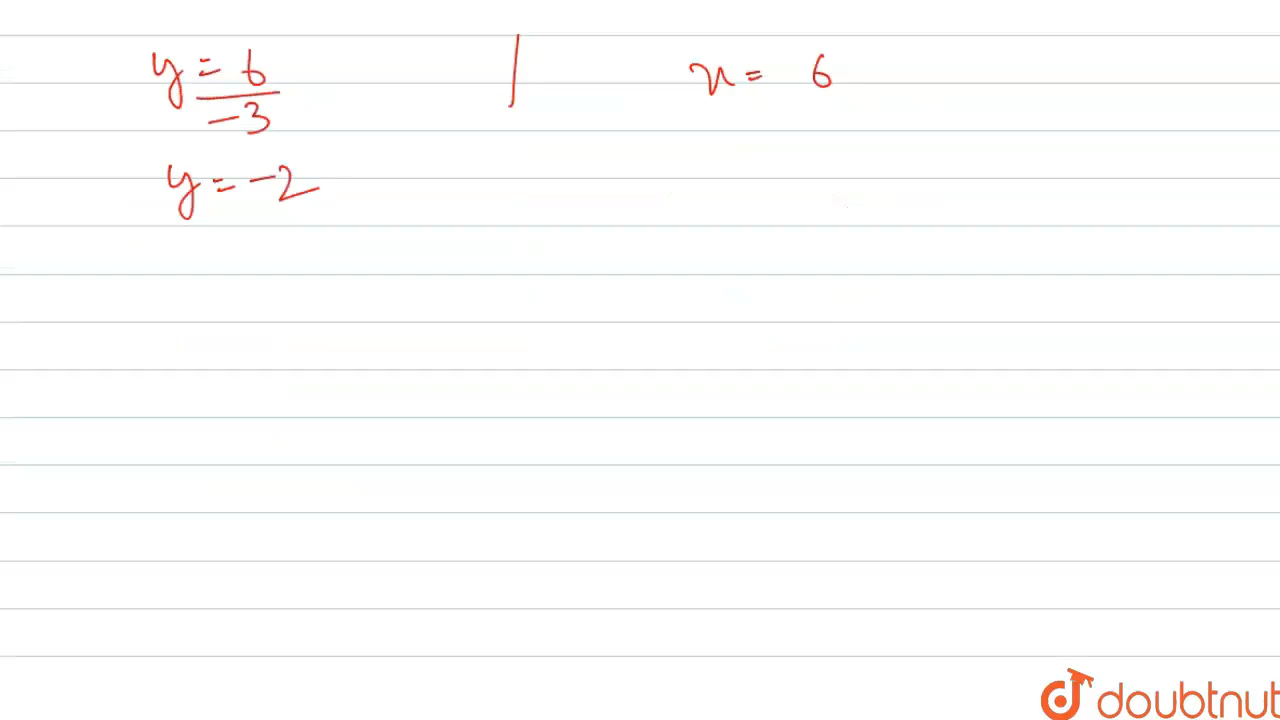 y = 6 | x = 6
-3
y = -2
doubtnut